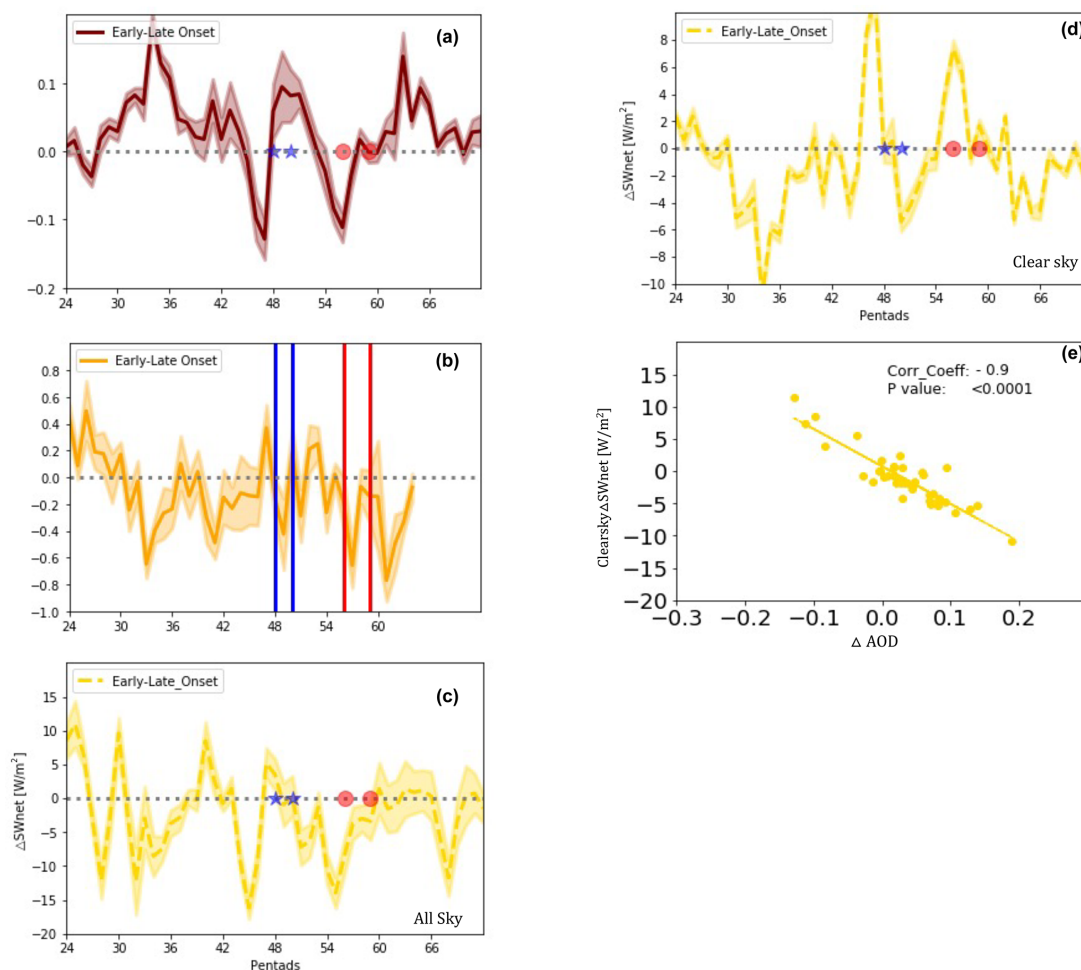 Early-Late Onset
(a)
0.1
0.0
−0.1
−0.2
24 30 36 42 48 54 60 66
Early-Late Onset
(b)
0.8
0.6
0.4
0.2
0.0
−0.2
−0.4
−0.6
−0.8
−1.0
24 30 36 42 48 54 60
Early-Late_Onset
(c)
15
10
5
0
−5
−10
−15
−20
△SWnet [W/m²]
All Sky
24 30 36 42 48 54 60 66
Pentads
Early-Late_Onset
(d)
8
6
4
2
0
−2
−4
−6
−8
−10
△SWnet [W/m²]
Clear sky
24 30 36 42 48 54 60 66
Pentads
(e)
Corr_Coeff: - 0.9
P value: <0.0001
15
10
5
0
−5
−10
−15
−20
Clearsky△SWnet [W/m²]
−0.3 −0.2 −0.1 0.0 0.1 0.2
△ AOD